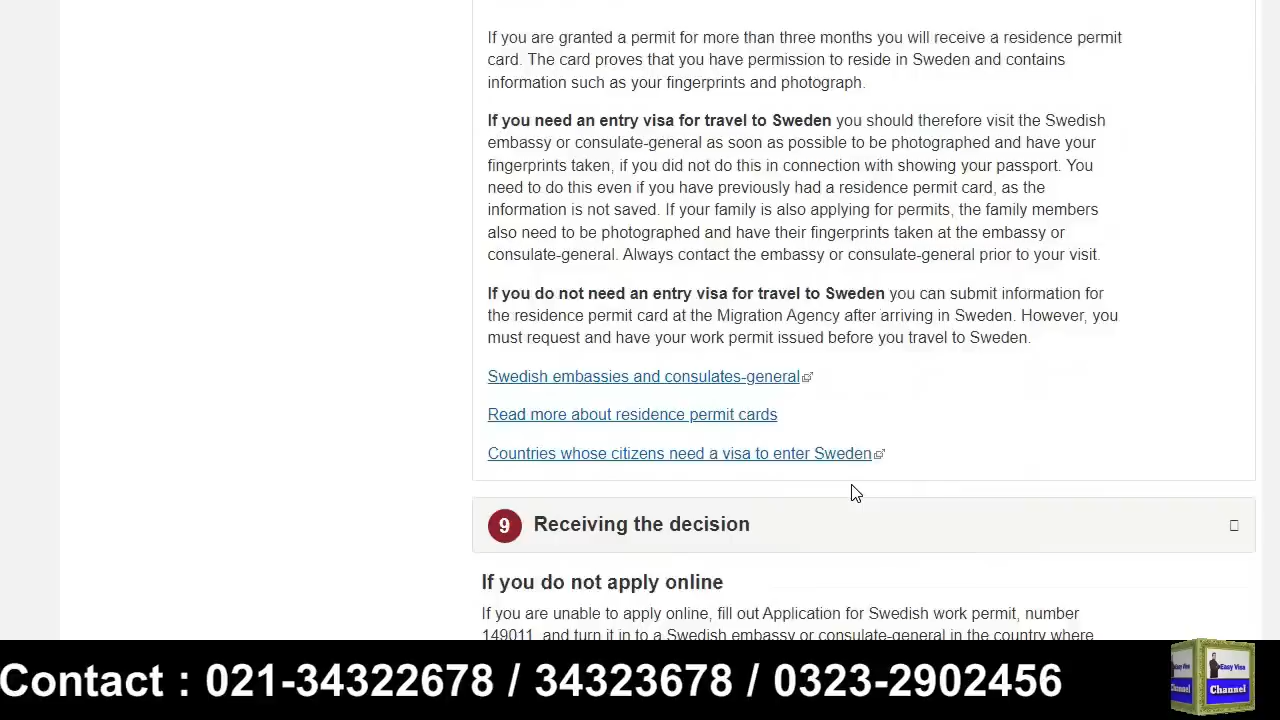 If you are granted a permit for more than three months you will receive a residence permit
card. The card proves that you have permission to reside in Sweden and contains
information such as your fingerprints and photograph.
If you need an entry visa for travel to Sweden you should therefore visit the Swedish
embassy or consulate-general as soon as possible to be photographed and have your
fingerprints taken, if you did not do this in connection with showing your passport. You
need to do this even if you have previously had a residence permit card, as the
information is not saved. If your family is also applying for permits, the family members
also need to be photographed and have their fingerprints taken at the embassy or
consulate-general. Always contact the embassy or consulate-general prior to your visit.
If you do not need an entry visa for travel to Sweden you can submit information for
the residence permit card at the Migration Agency after arriving in Sweden. However, you
must request and have your work permit issued before you travel to Sweden.
Swedish embassies and consulates-general
Read more about residence permit cards
Countries whose citizens need a visa to enter Sweden
9 Receiving the decision
If you do not apply online
If you are unable to apply online, fill out Application for Swedish work permit, number
149011, and turn it in to a Swedish embassy or consulate-general in the country where
Contact : 021-34322678 / 34323678 / 0323-2902456
Easy Visa
Channel